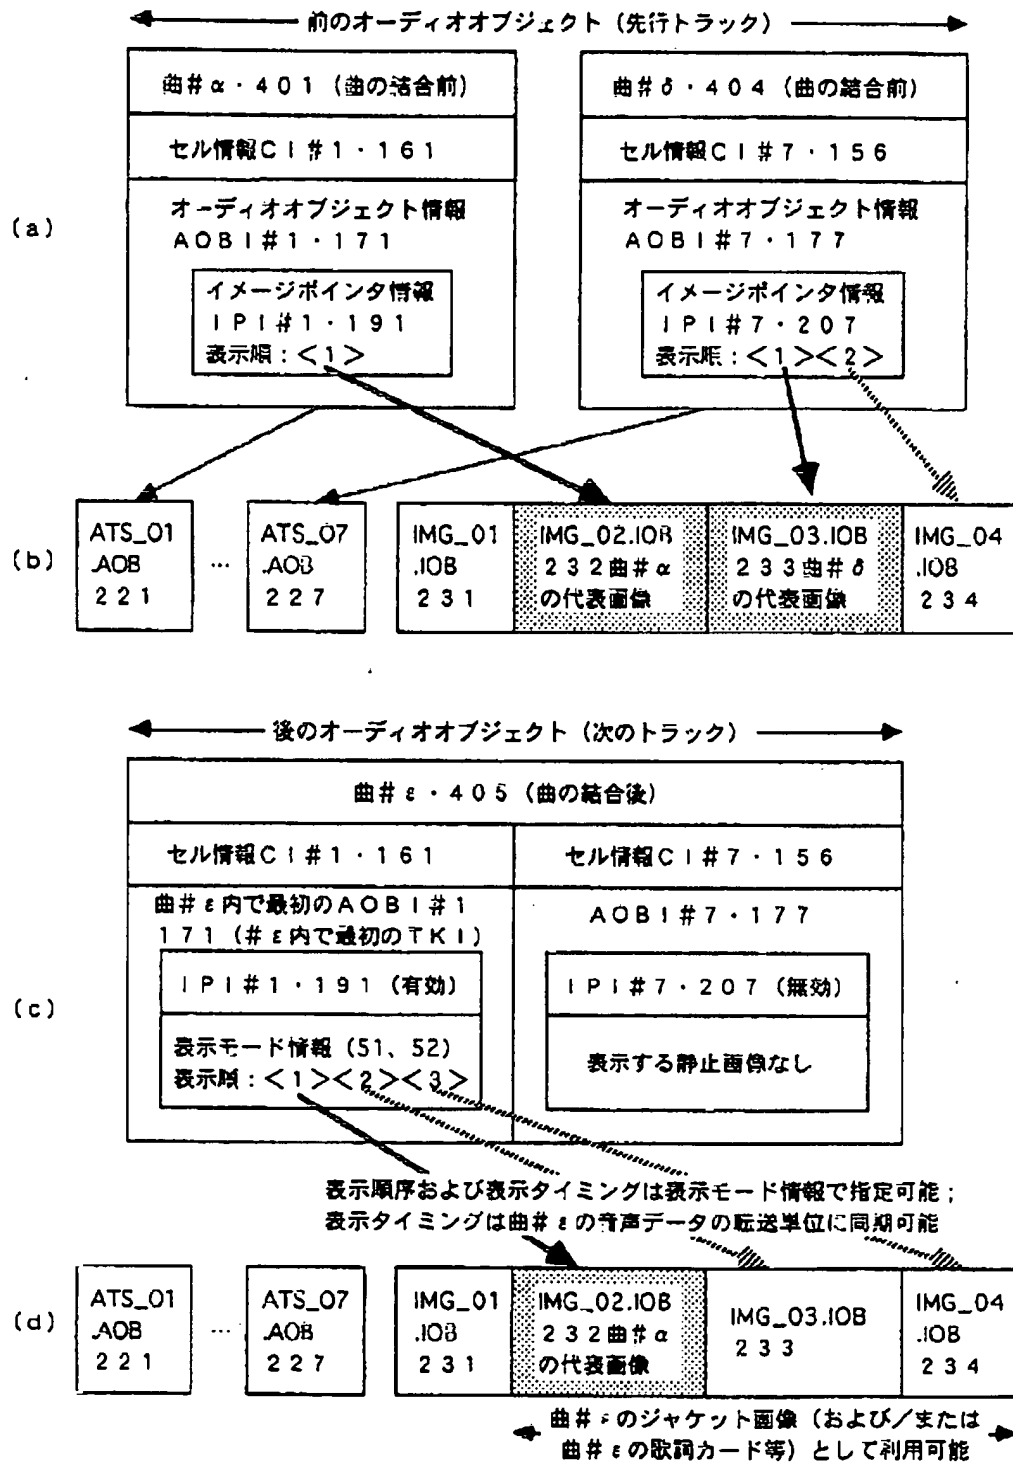 前のオーディオオブジェクト（先行トラック）
曲＃α・４０１（曲の結合前）
曲＃δ・４０４（曲の結合前）
セル情報ＣＩ＃１・１６１
セル情報ＣＩ＃７・１５６
(a)
オーディオオブジェクト情報
ＡＯＢＩ＃１・１７１
オーディオオブジェクト情報
ＡＯＢＩ＃７・１７７
イメージポインタ情報
ＩＰＩ＃１・１９１
表示順：＜１＞
イメージポインタ情報
ＩＰＩ＃７・２０７
表示順：＜１＞＜２＞
(b)
ATS_01
.AOB
２２１
…
ATS_07
.AOB
２２７
IMG_01
.IOB
２３１
IMG_02.IOB
２３２曲＃α
の代表画像
IMG_03.IOB
２３３曲＃δ
の代表画像
IMG_04
.IOB
２３４
後のオーディオオブジェクト（次のトラック）
曲＃ε・４０５（曲の結合後）
セル情報ＣＩ＃１・１６１
セル情報ＣＩ＃７・１５６
(c)
曲＃ε内で最初のＡＯＢＩ＃１
１７１（＃ε内で最初のＴＫＩ）
ＡＯＢＩ＃７・１７７
ＩＰＩ＃１・１９１（有効）
表示モード情報（51、52）
表示順：＜１＞＜２＞＜３＞
ＩＰＩ＃７・２０７（無効）
表示する静止画像なし
表示順序および表示タイミングは表示モード情報で指定可能；
表示タイミングは曲＃εの音声データの転送単位に同期可能
(d)
ATS_01
.AOB
２２１
…
ATS_07
.AOB
２２７
IMG_01
.IOB
２３１
IMG_02.IOB
２３２曲＃α
の代表画像
IMG_03.IOB
２３３
IMG_04
.IOB
２３４
曲＃εのジャケット画像（および／または
曲＃εの歌詞カード等）として利用可能